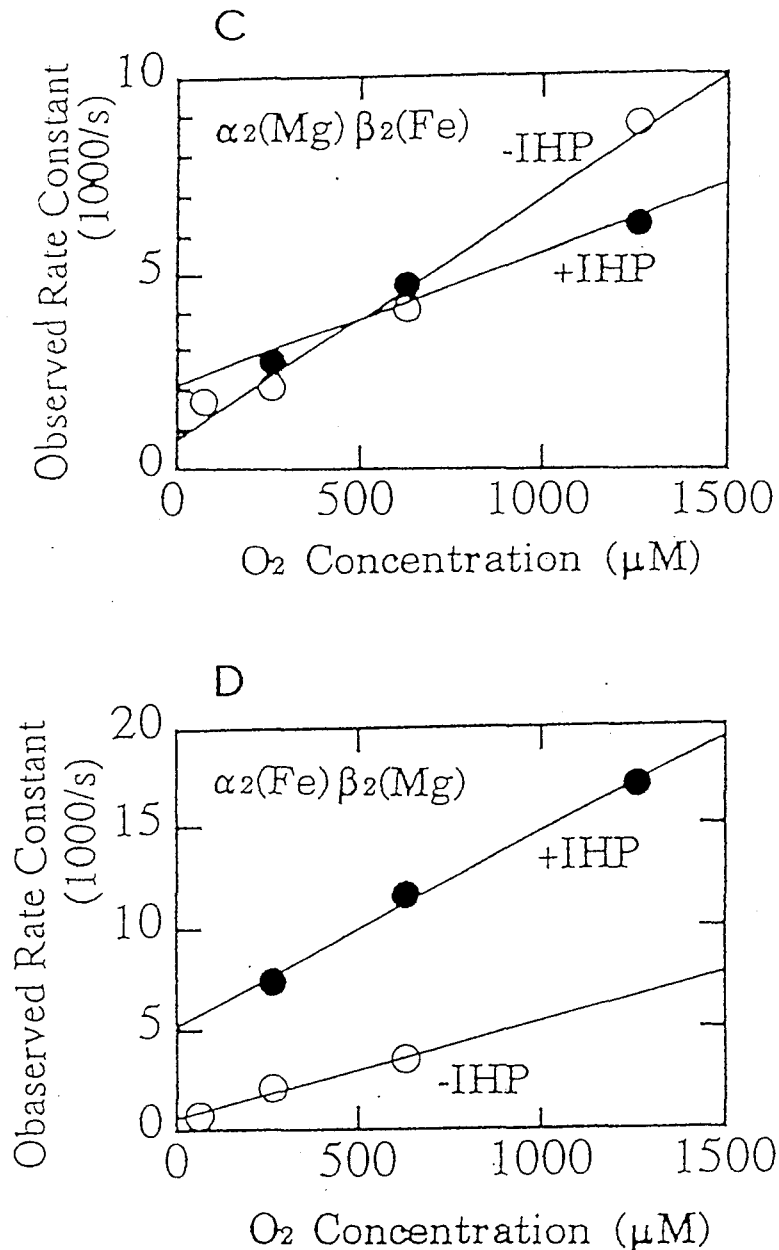 C
Observed Rate Constant
(1000/s)
10
5
0
α₂(Mg) β₂(Fe)
-IHP
+IHP
0 500 1000 1500
O₂ Concentration (μM)
D
Obaserved Rate Constant
(1000/s)
20
15
10
5
0
α₂(Fe) β₂(Mg)
+IHP
-IHP
0 500 1000 1500
O₂ Concentration (μM)